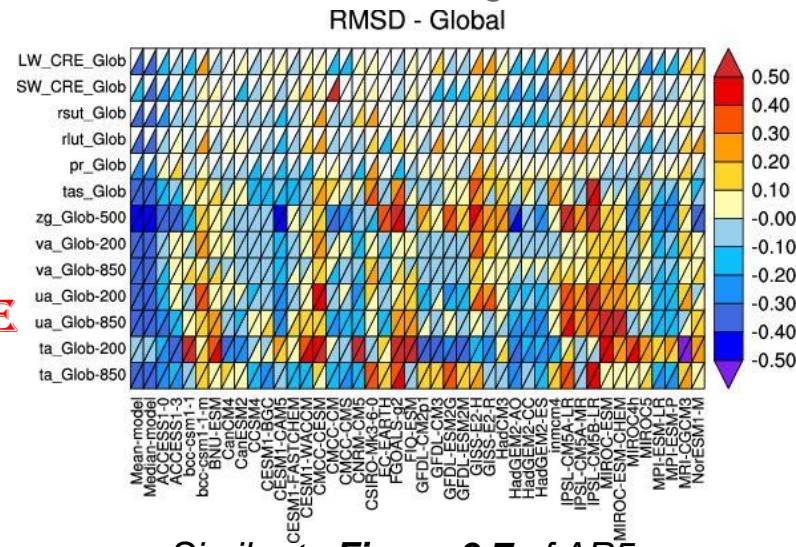 RMSD - Global
LW_CRE_Glob
SW_CRE_Glob
rsut_Glob
rlut_Glob
pr_Glob
tas_Glob
zg_Glob-500
va_Glob-200
va_Glob-850
ua_Glob-200
E
ua_Glob-850
ta_Glob-200
ta_Glob-850
0.50
0.40
0.30
0.20
0.10
-0.00
-0.10
-0.20
-0.30
-0.40
-0.50
Mean-model
Median-model
ACCESS1-0
ACCESS1-3
bcc-csm1-1
bcc-csm1-1-m
BNU-ESM
CanCM4
CanESM2
CCSM4
CESM1-BGC
CESM1-CAM5
CESM1-FASTCHEM
CESM1-WACCM
CMCC-CESM
CMCC-CM
CMCC-CMS
CNRM-CM5
CSIRO-Mk3-6-0
EC-EARTH
FGOALS-g2
FIO-ESM
GFDL-CM2p1
GFDL-CM3
GFDL-ESM2G
GFDL-ESM2M
GISS-E2-H
GISS-E2-R
HadCM3
HadGEM2-AO
HadGEM2-CC
HadGEM2-ES
inmcm4
IPSL-CM5A-LR
IPSL-CM5A-MR
IPSL-CM5B-LR
MIROC-ESM
MIROC-ESM-CHEM
MIROC4h
MIROC5
MPI-ESM-LR
MPI-ESM-P
MRI-CGCM3
NorESM1-M